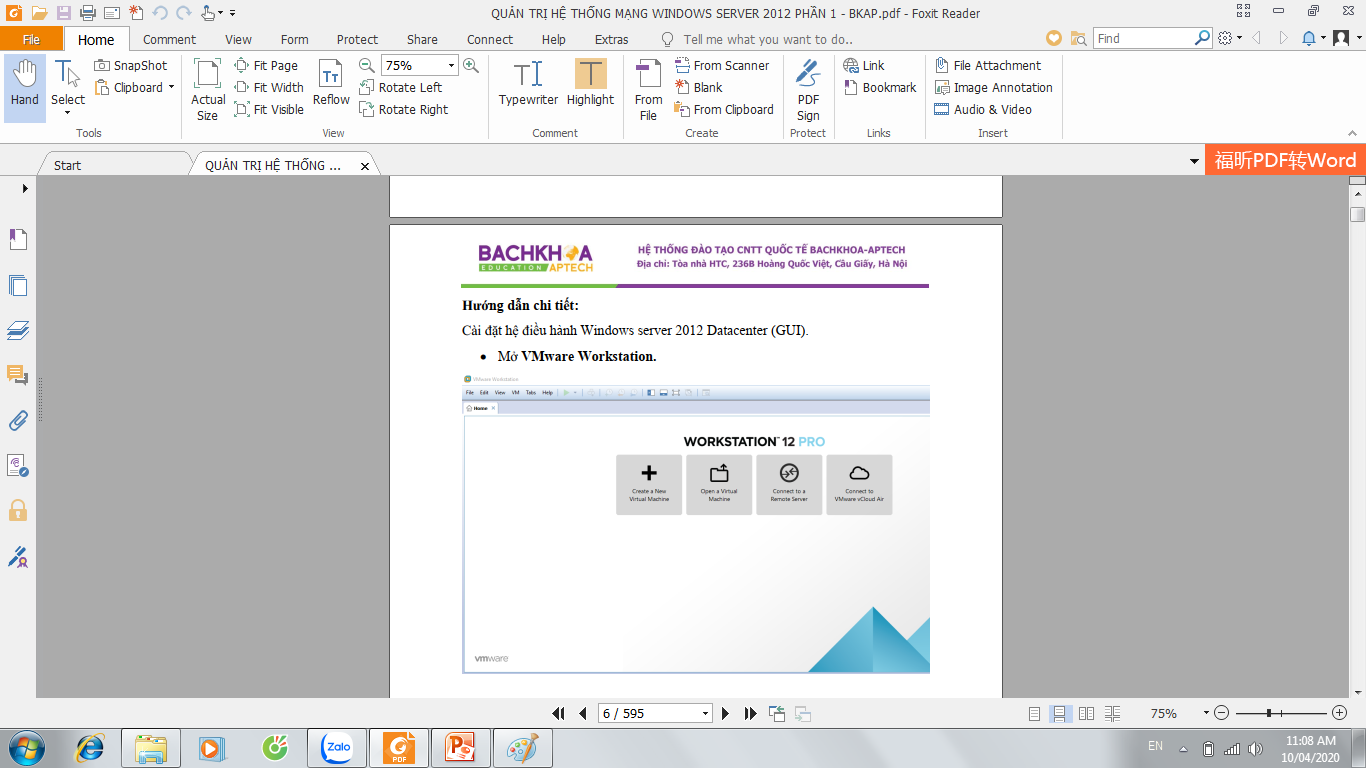 QUẢN TRỊ HỆ THỐNG MẠNG WINDOWS SERVER 2012 PHẦN 1 - BKAP.pdf - Foxit Reader
File Home Comment View Form Protect Share Connect Help Extras Tell me what you want to do.. Find
Hand
Select
SnapShot
Clipboard
Tools
Actual Size
Fit Page
Fit Width
Fit Visible
Reflow
75%
Rotate Left
Rotate Right
View
Typewriter
Highlight
Comment
From File
From Scanner
Blank
From Clipboard
Create
PDF Sign
Protect
Link
Bookmark
Links
File Attachment
Image Annotation
Audio & Video
Insert
Start
QUẢN TRỊ HỆ THỐNG ...
福昕PDF转Word
BACHKHOA
EDUCATION APTECH
HỆ THỐNG ĐÀO TẠO CNTT QUỐC TẾ BACHKHOA-APTECH
Địa chỉ: Tòa nhà HTC, 236B Hoàng Quốc Việt, Cầu Giấy, Hà Nội
Hướng dẫn chi tiết:
Cài đặt hệ điều hành Windows server 2012 Datacenter (GUI).
• Mở VMware Workstation.
VMware Workstation
File Edit View VM Tabs Help
Home
WORKSTATION™ 12 PRO
Create a New
Virtual Machine
Open a Virtual
Machine
Connect to a
Remote Server
Connect to
VMware vCloud Air
vmware
6 / 595
75%
Zalo
PDF
EN
11:08 AM
10/04/2020